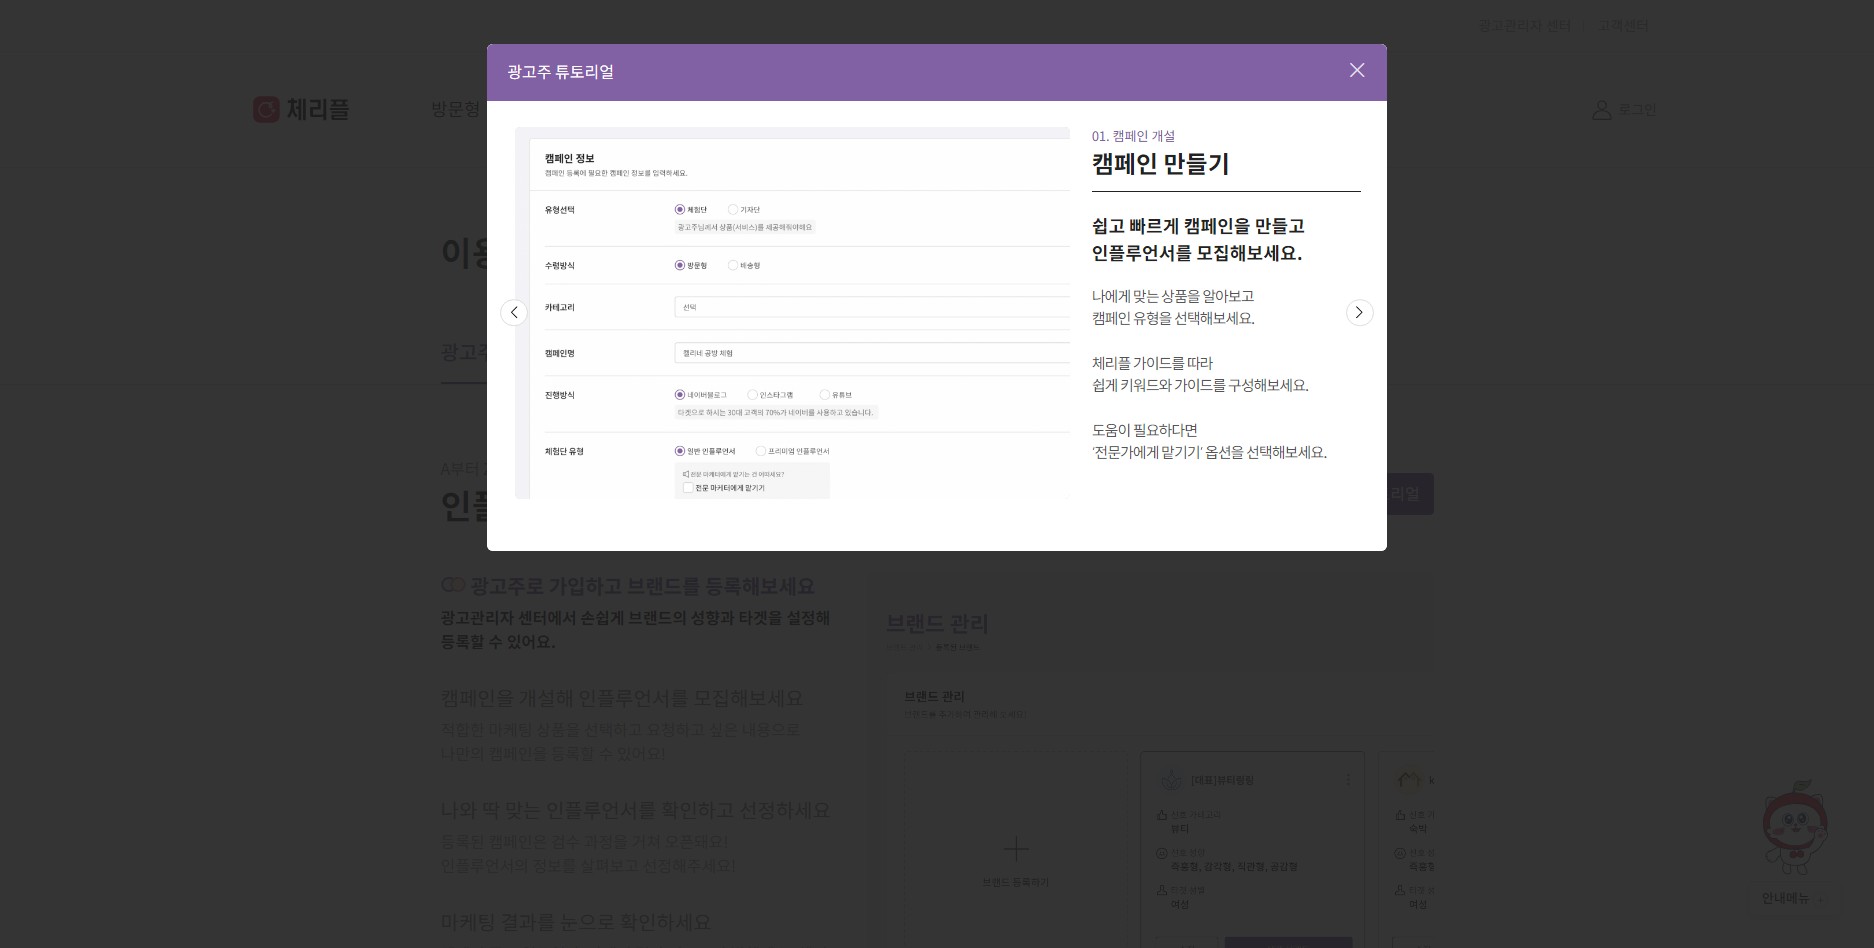 광고관리자 센터
고객센터
체리플
방문형
로그인
광고주 튜토리얼
캠페인 정보
캠페인 등록에 필요한 캠페인 정보를 입력하세요.
유형선택
체험단
기자단
광고주님께서 상품(서비스)를 제공해줘야해요
수령방식
방문형
배송형
카테고리
선택
캠페인명
캘리네 공방 체험
진행방식
네이버블로그
인스타그램
유튜브
타겟으로 하시는 30대 고객의 70%가 네이버를 사용하고 있습니다.
체험단 유형
일반 인플루언서
프리미엄 인플루언서
전문 마케터에게 맡기는 건 어떠세요?
전문 마케터에게 맡기기
01. 캠페인 개설
캠페인 만들기
쉽고 빠르게 캠페인을 만들고
인플루언서를 모집해보세요.
나에게 맞는 상품을 알아보고
캠페인 유형을 선택해보세요.
체리플 가이드를 따라
쉽게 키워드와 가이드를 구성해보세요.
도움이 필요하다면
'전문가에게 맡기기' 옵션을 선택해보세요.
이용
광고주
A부터
인플
리얼
광고주로 가입하고 브랜드를 등록해보세요
광고관리자 센터에서 손쉽게 브랜드의 성향과 타겟을 설정해
등록할 수 있어요.
캠페인을 개설해 인플루언서를 모집해보세요
적합한 마케팅 상품을 선택하고 요청하고 싶은 내용으로
나만의 캠페인을 등록할 수 있어요!
나와 딱 맞는 인플루언서를 확인하고 선정하세요
등록된 캠페인은 검수 과정을 거쳐 오픈돼요!
인플루언서의 정보를 살펴보고 선정해주세요!
마케팅 결과를 눈으로 확인하세요
브랜드 관리
브랜드 관리
브랜드 등록하기
[대표]뷰티링링
선호 카테고리
뷰티
선호 성향
즉흥형, 감각형, 직관형, 공감형
타겟 성별
여성
숙박
즉흥형
여성
안내메뉴